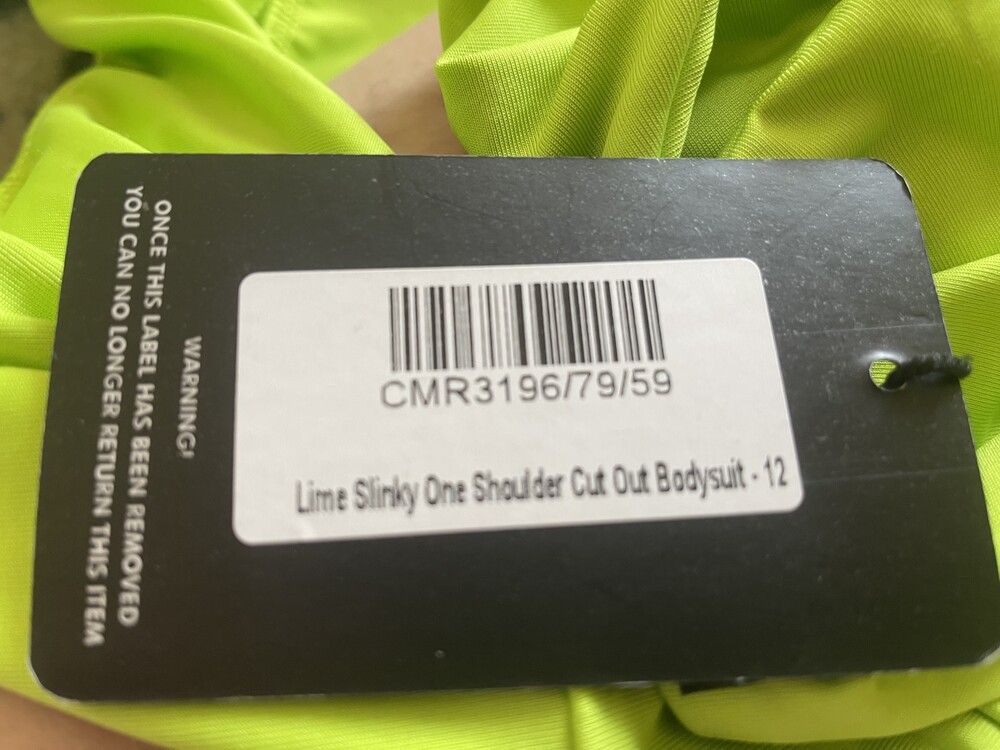 WARNING!
ONCE THIS LABEL HAS BEEN REMOVED
YOU CAN NO LONGER RETURN THIS ITEM
CMR3196/79/59
Lime Slinky One Shoulder Cut Out Bodysuit - 12